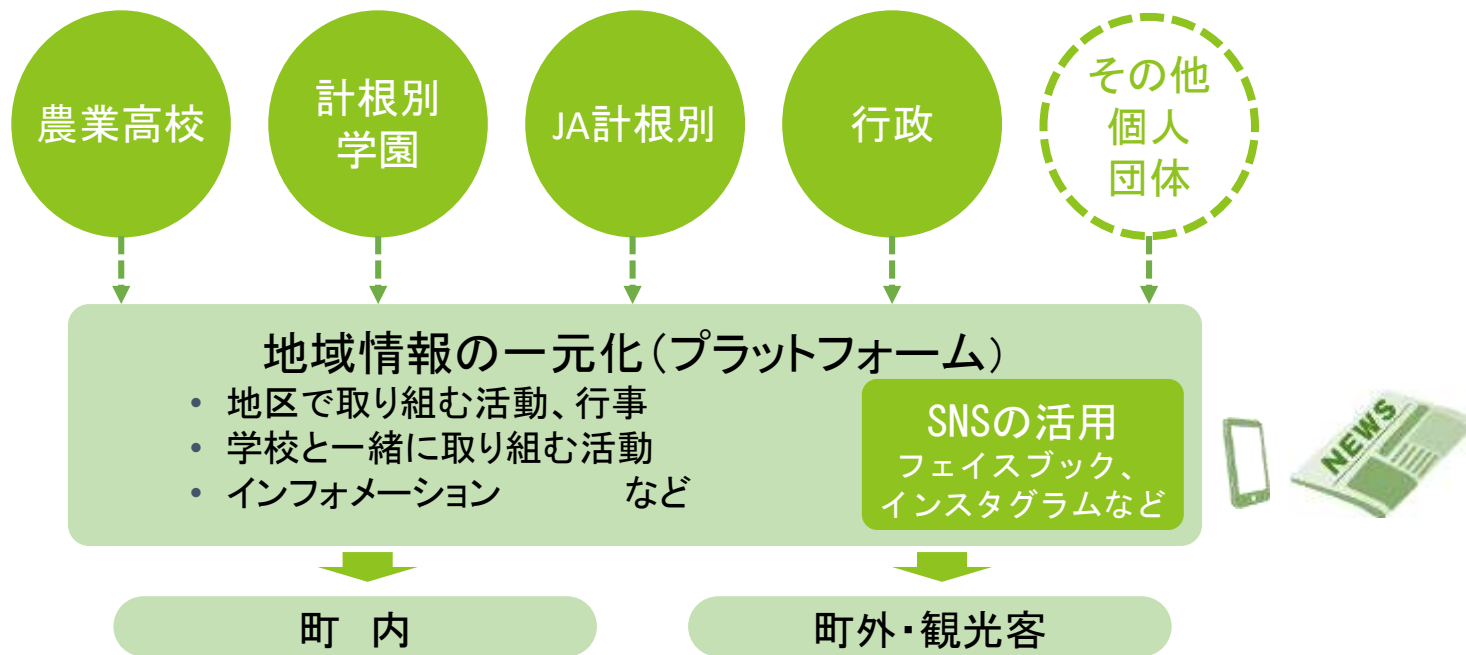 農業高校
計根別
学園
JA計根別
行政
その他
個人
団体
地域情報の一元化（プラットフォーム）
• 地区で取り組む活動、行事
• 学校と一緒に取り組む活動
• インフォメーション　　　など
SNSの活用
フェイスブック、
インスタグラムなど
NEWS
町　内
町外・観光客